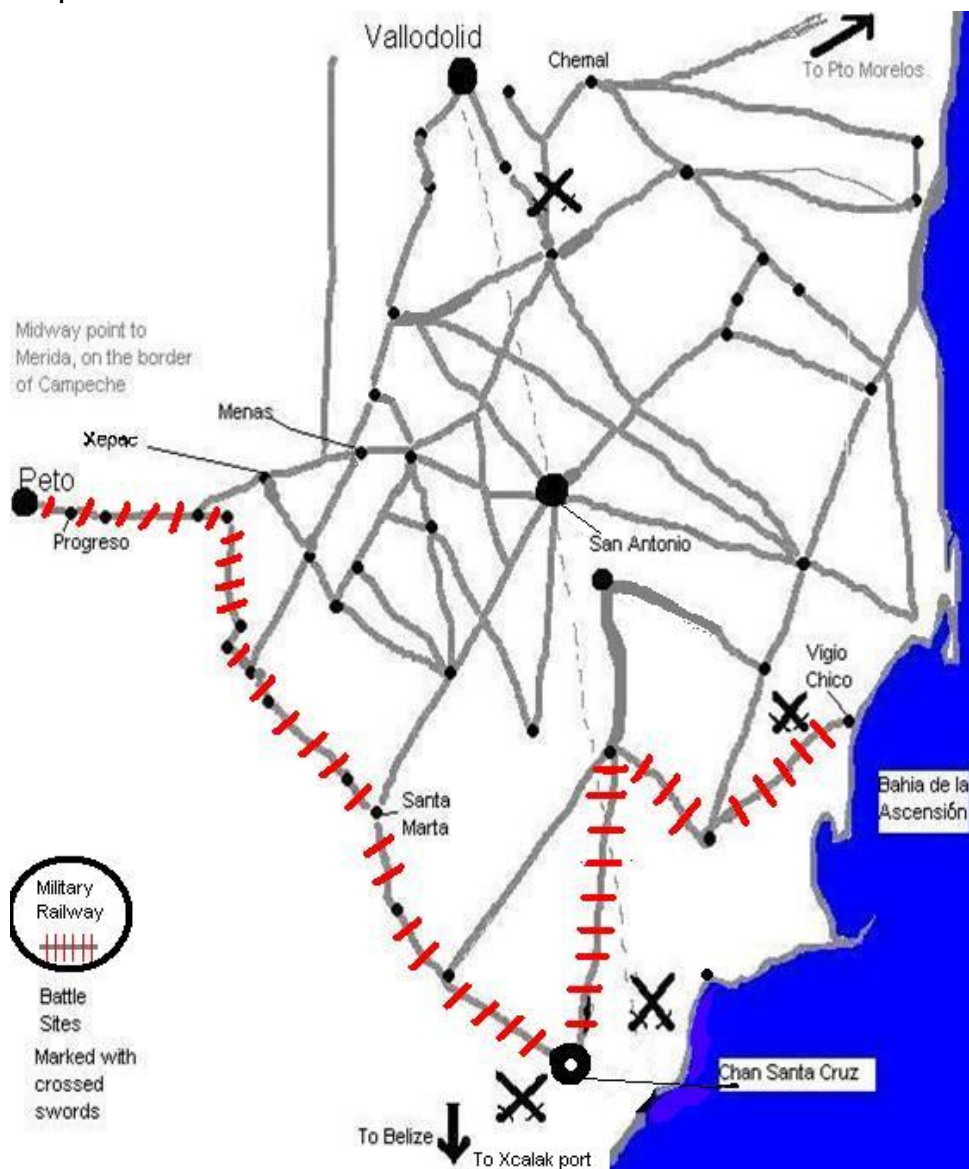 Vallodolid
Chemal
To Pto Morelos
Midway point to
Merida, on the border
of Campeche
Menas
Xepac
Peto
Progreso
San Antonio
Vigio
Chico
Bahia de la
Ascensión
Santa
Marta
Military
Railway
Battle
Sites
Marked with
crossed
swords
Chan Santa Cruz
To Belize
To Xcalak port